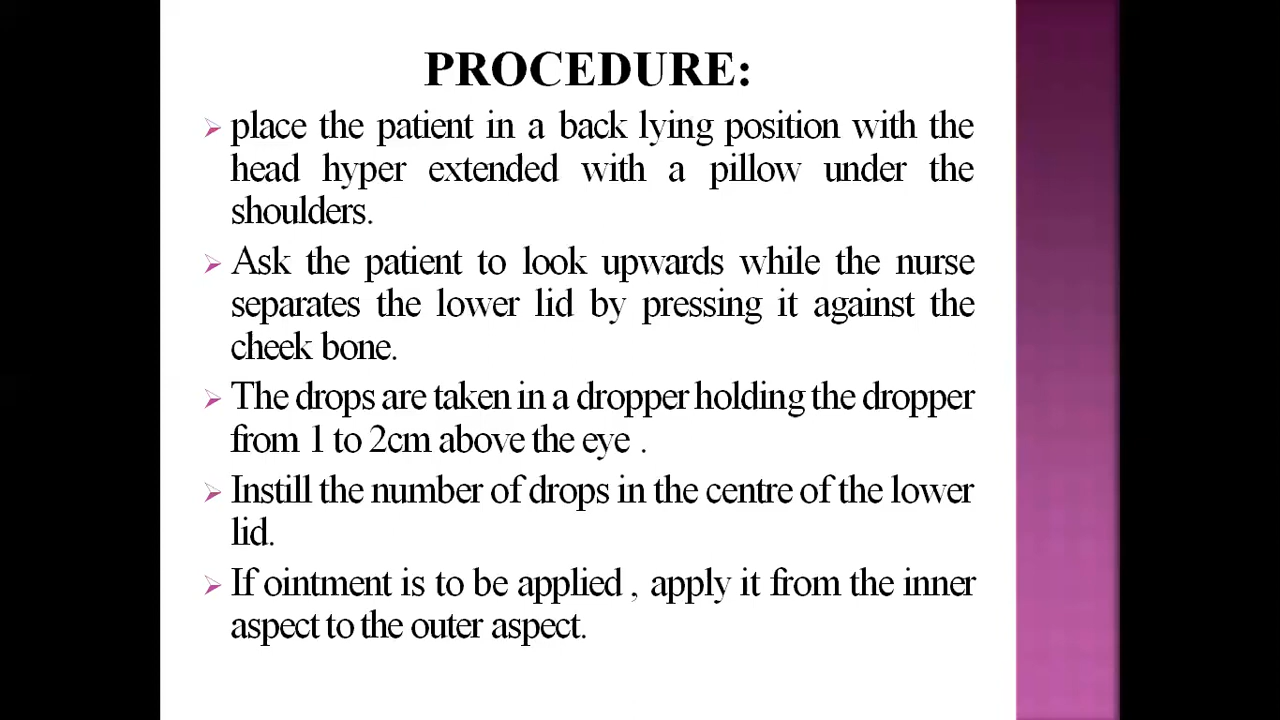 PROCEDURE:
place the patient in a back lying position with the
head hyper extended with a pillow under the
shoulders.
Ask the patient to look upwards while the nurse
separates the lower lid by pressing it against the
cheek bone.
The drops are taken in a dropper holding the dropper
from 1 to 2cm above the eye .
Instill the number of drops in the centre of the lower
lid.
If ointment is to be applied , apply it from the inner
aspect to the outer aspect.